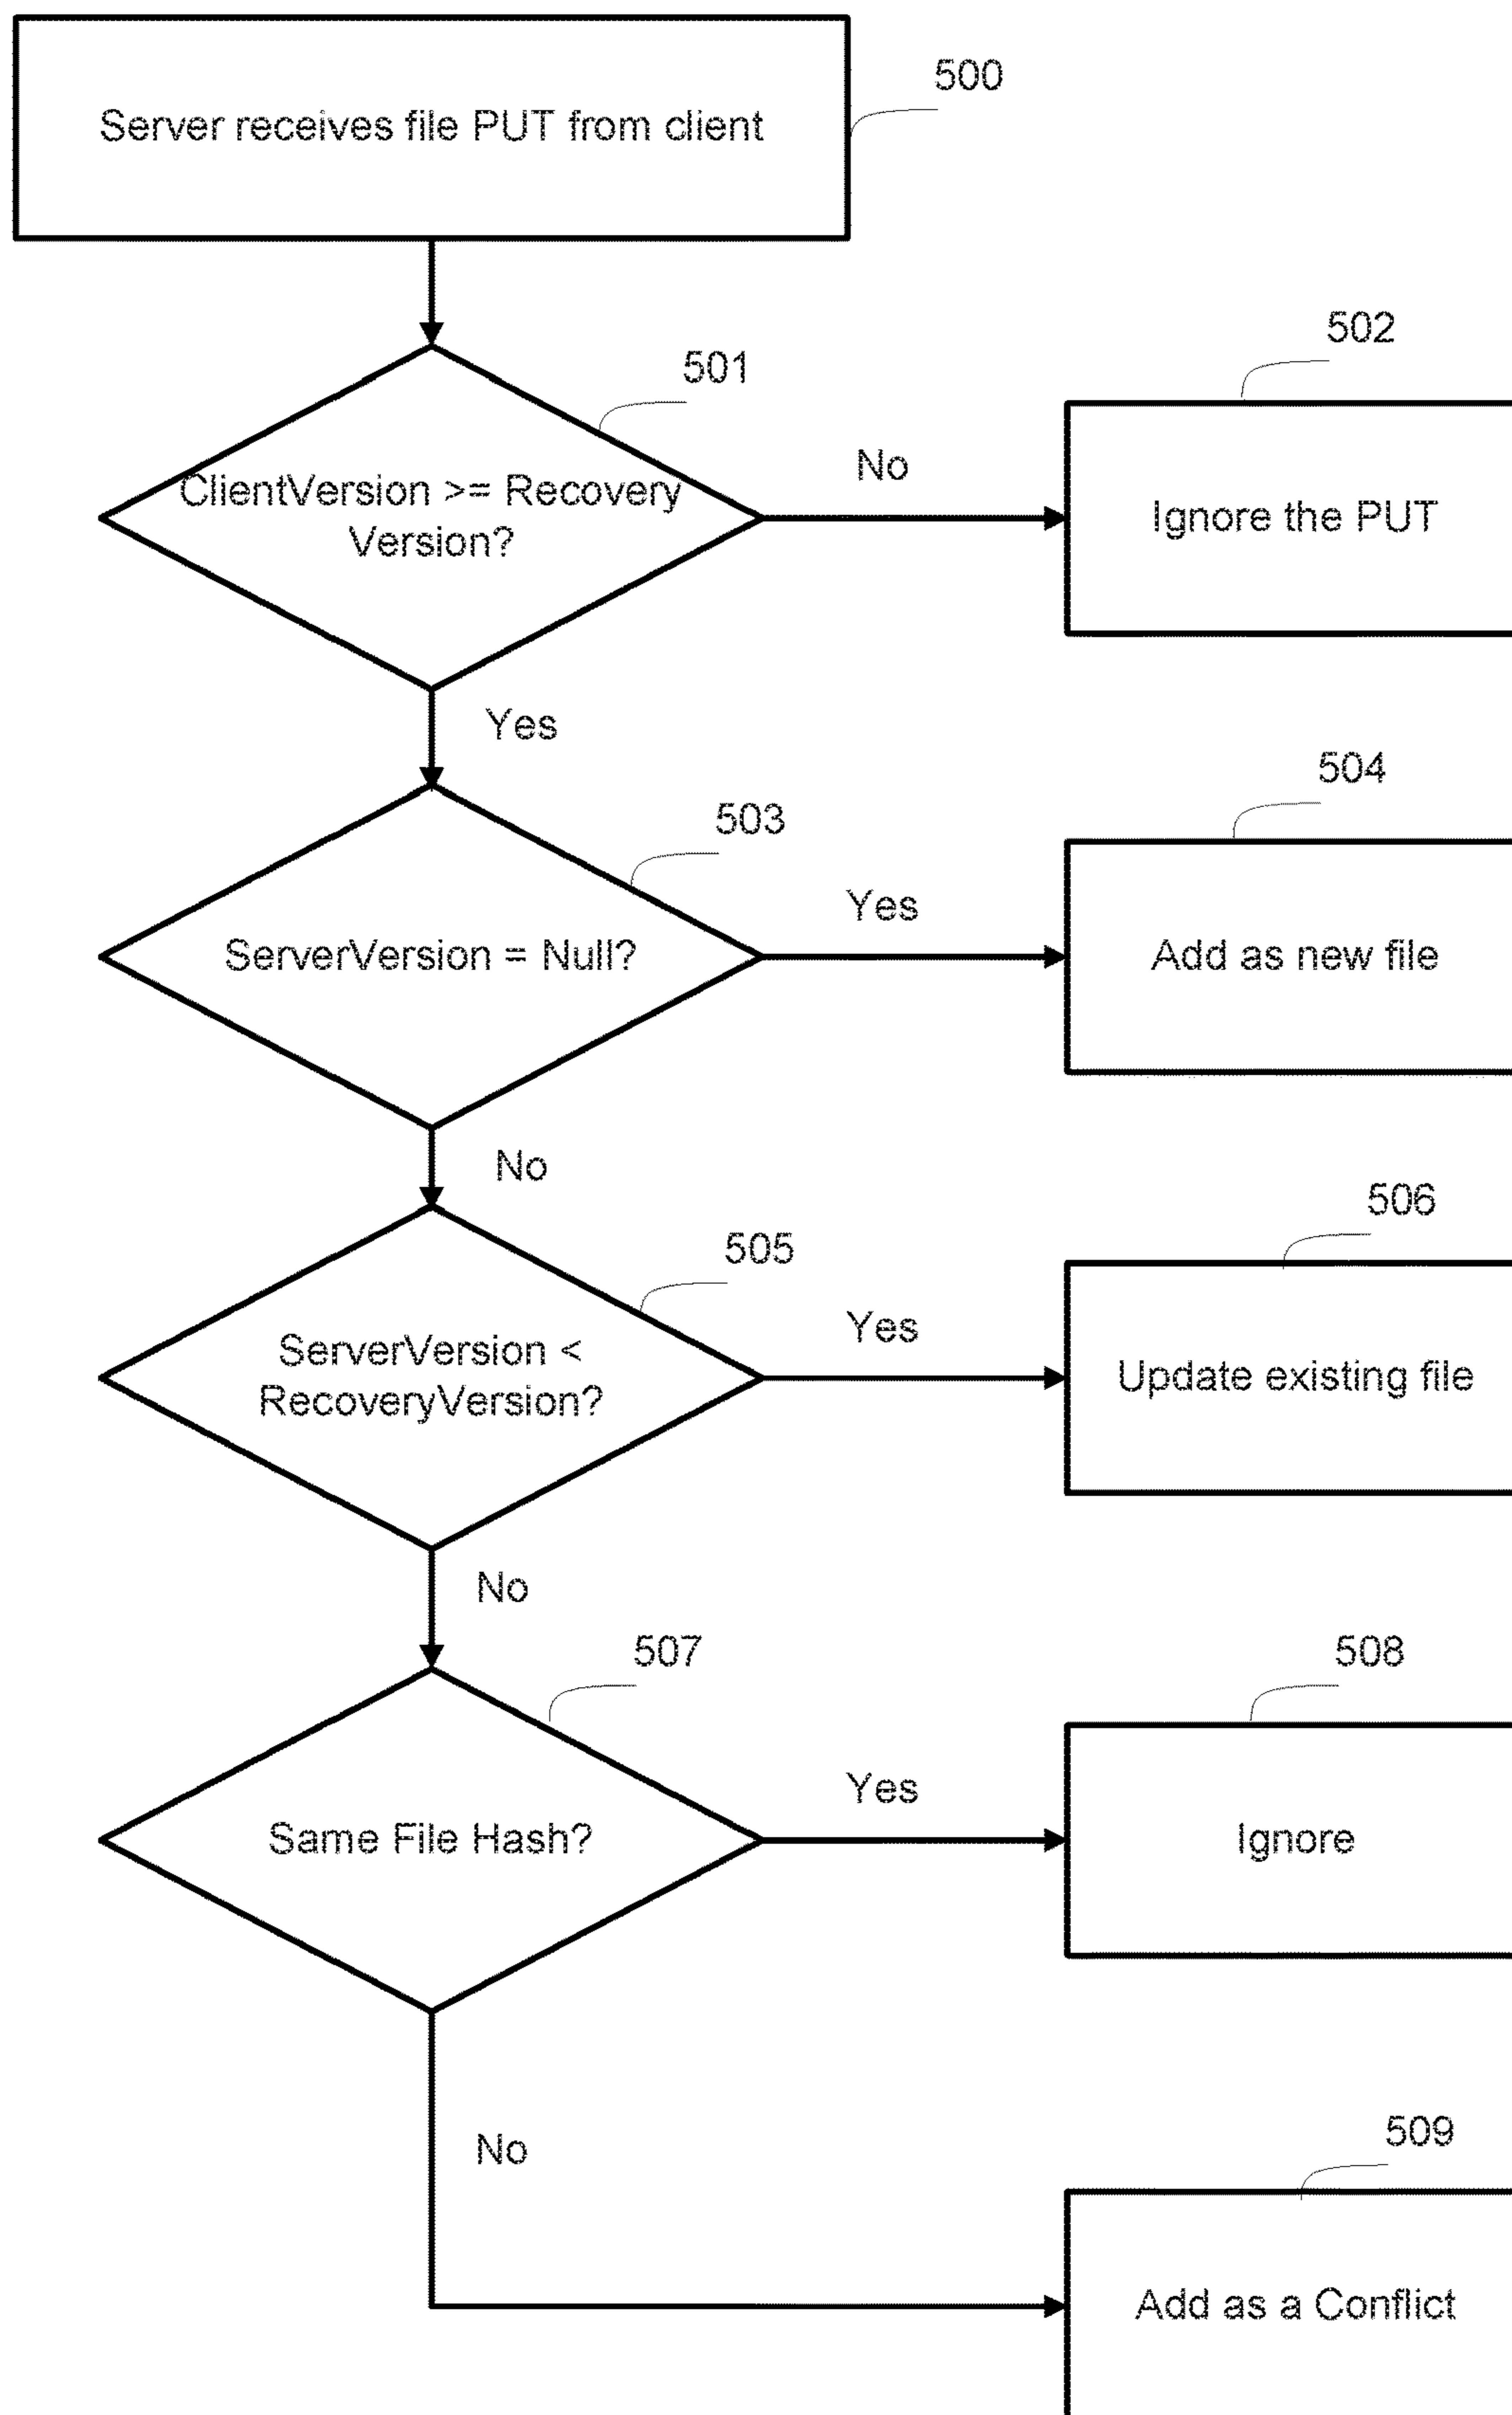 500
Server receives file PUT from client
501
502
ClientVersion >= Recovery
Version?
No
Ignore the PUT
Yes
503
504
ServerVersion = Null?
Yes
Add as new file
No
505
506
ServerVersion <
RecoveryVersion?
Yes
Update existing file
No
507
508
Same File Hash?
Yes
Ignore
No
509
Add as a Conflict